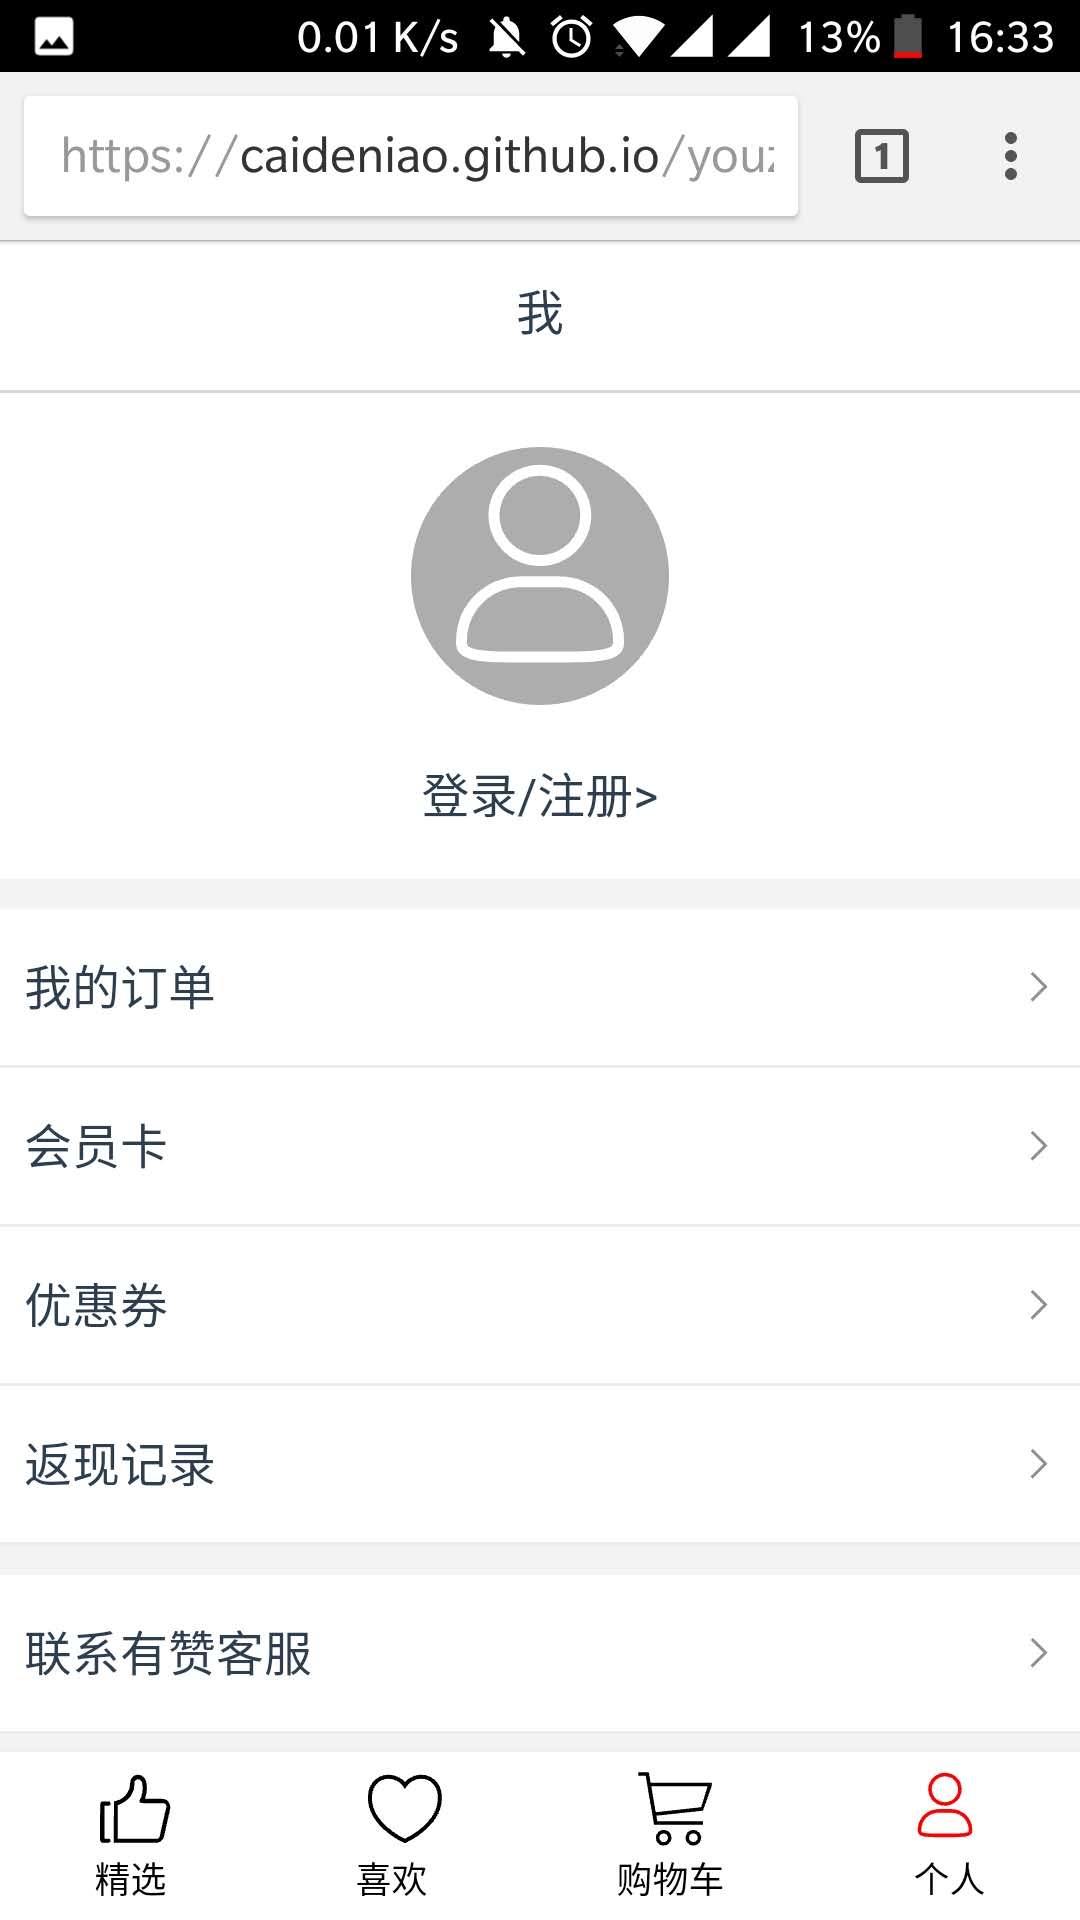 0.01 K/s 13% 16:33
https://caideniao.github.io/you
1
我
登录/注册>
我的订单
会员卡
优惠券
返现记录
联系有赞客服
精选 喜欢 购物车 个人